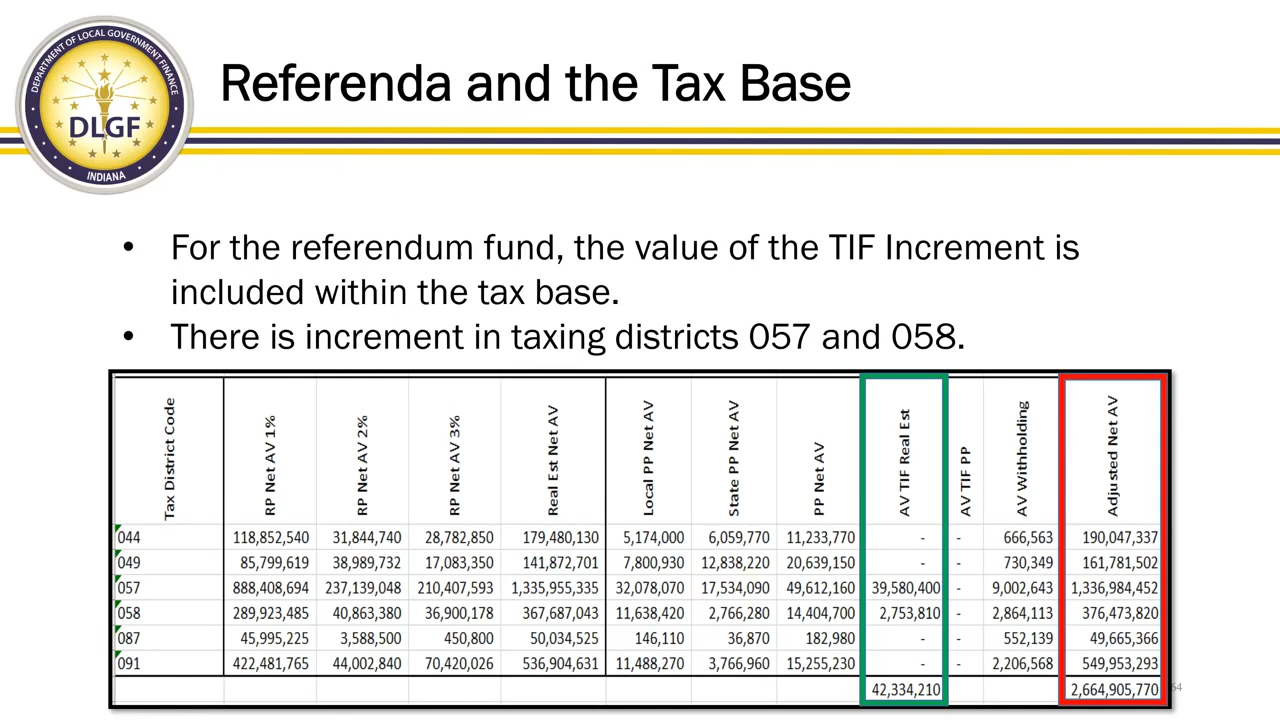 DEPARTMENT OF LOCAL GOVERNMENT FINANCE
DLGF
INDIANA
Referenda and the Tax Base
• For the referendum fund, the value of the TIF Increment is
included within the tax base.
• There is increment in taxing districts 057 and 058.
Tax District Code RP Net AV 1% RP Net AV 2% RP Net AV 3% Real Est Net AV Local PP Net AV State PP Net AV PP Net AV AV TIF Real Est AV TIF PP AV Withholding Adjusted Net AV
044 118,852,540 31,844,740 28,782,850 179,480,130 5,174,000 6,059,770 11,233,770 - - 666,563 190,047,337
049 85,799,619 38,989,732 17,083,350 141,872,701 7,800,930 12,838,220 20,639,150 - - 730,349 161,781,502
057 888,408,694 237,139,048 210,407,593 1,335,955,335 32,078,070 17,534,090 49,612,160 39,580,400 - 9,002,643 1,336,984,452
058 289,923,485 40,863,380 36,900,178 367,687,043 11,638,420 2,766,280 14,404,700 2,753,810 - 2,864,113 376,473,820
087 45,995,225 3,588,500 450,800 50,034,525 146,110 36,870 182,980 - - 552,139 49,665,366
091 422,481,765 44,002,840 70,420,026 536,904,631 11,488,270 3,766,960 15,255,230 - - 2,206,568 549,953,293
42,334,210 2,664,905,770
64